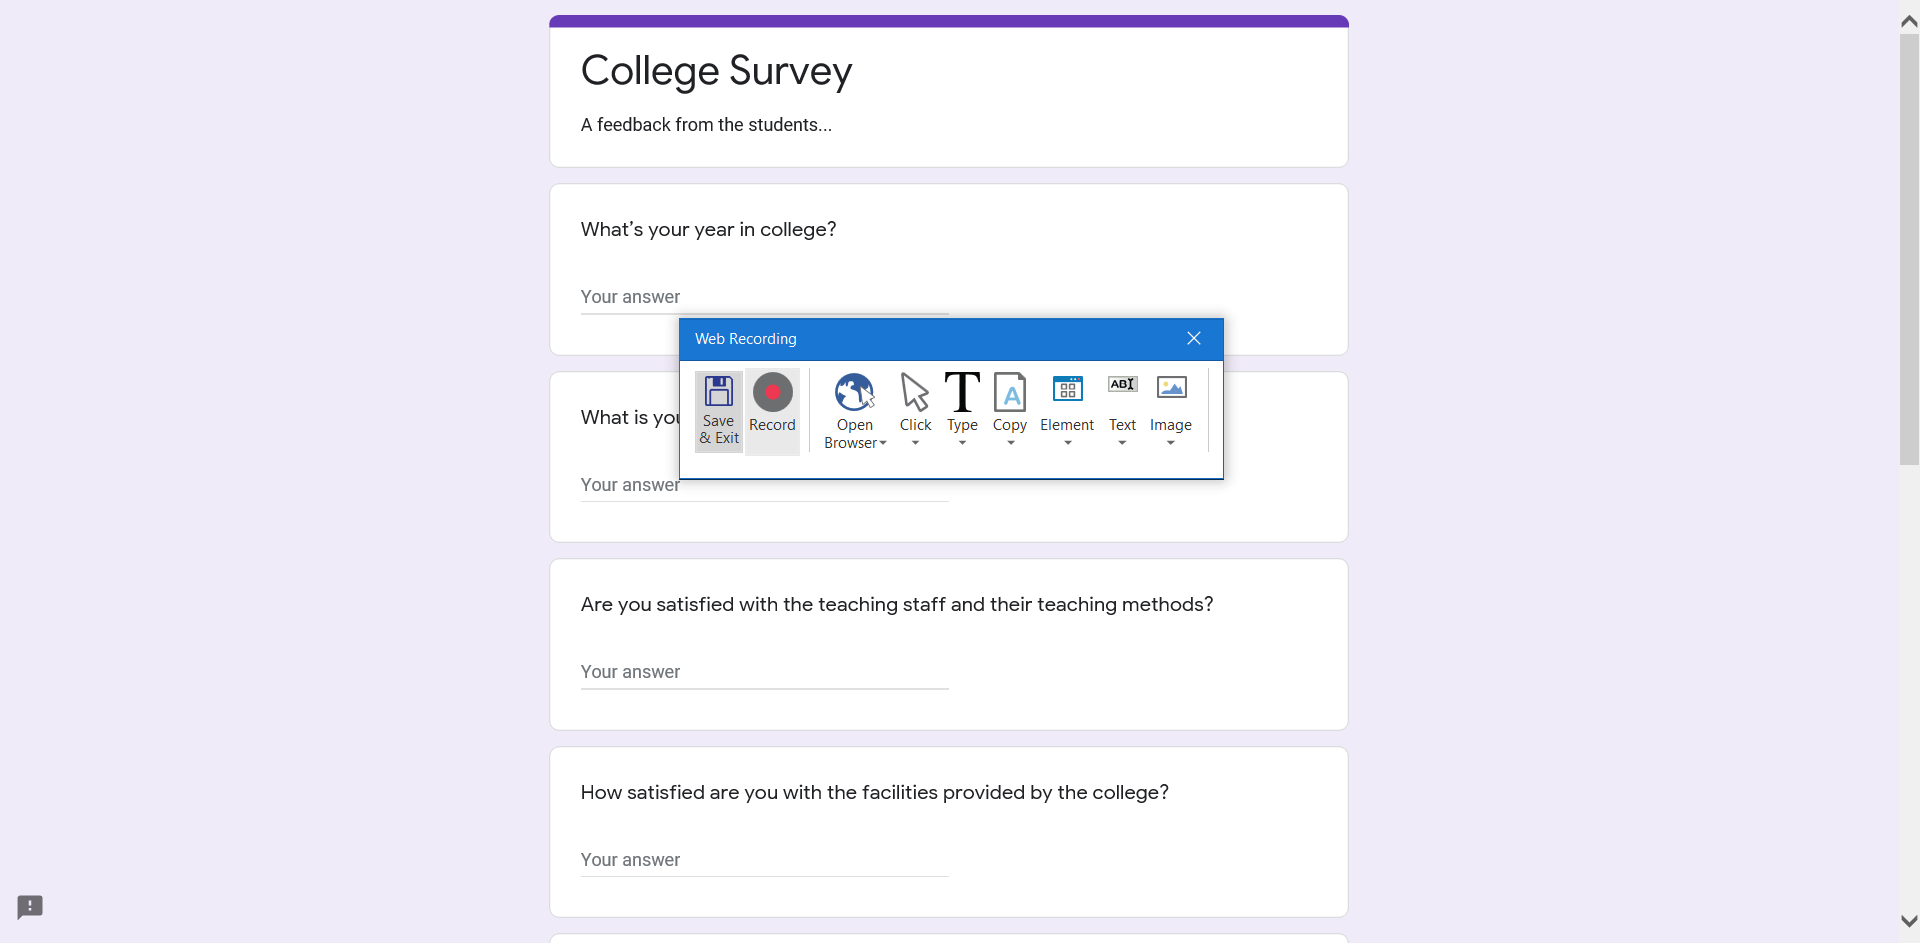 College Survey
A feedback from the students...
What's your year in college?
Your answer
Web Recording
Save
& Exit
Record
Open
Browser
Click
Type
Copy
Element
Text
Image
A
ABI
What is you
Your answer
Are you satisfied with the teaching staff and their teaching methods?
Your answer
How satisfied are you with the facilities provided by the college?
Your answer